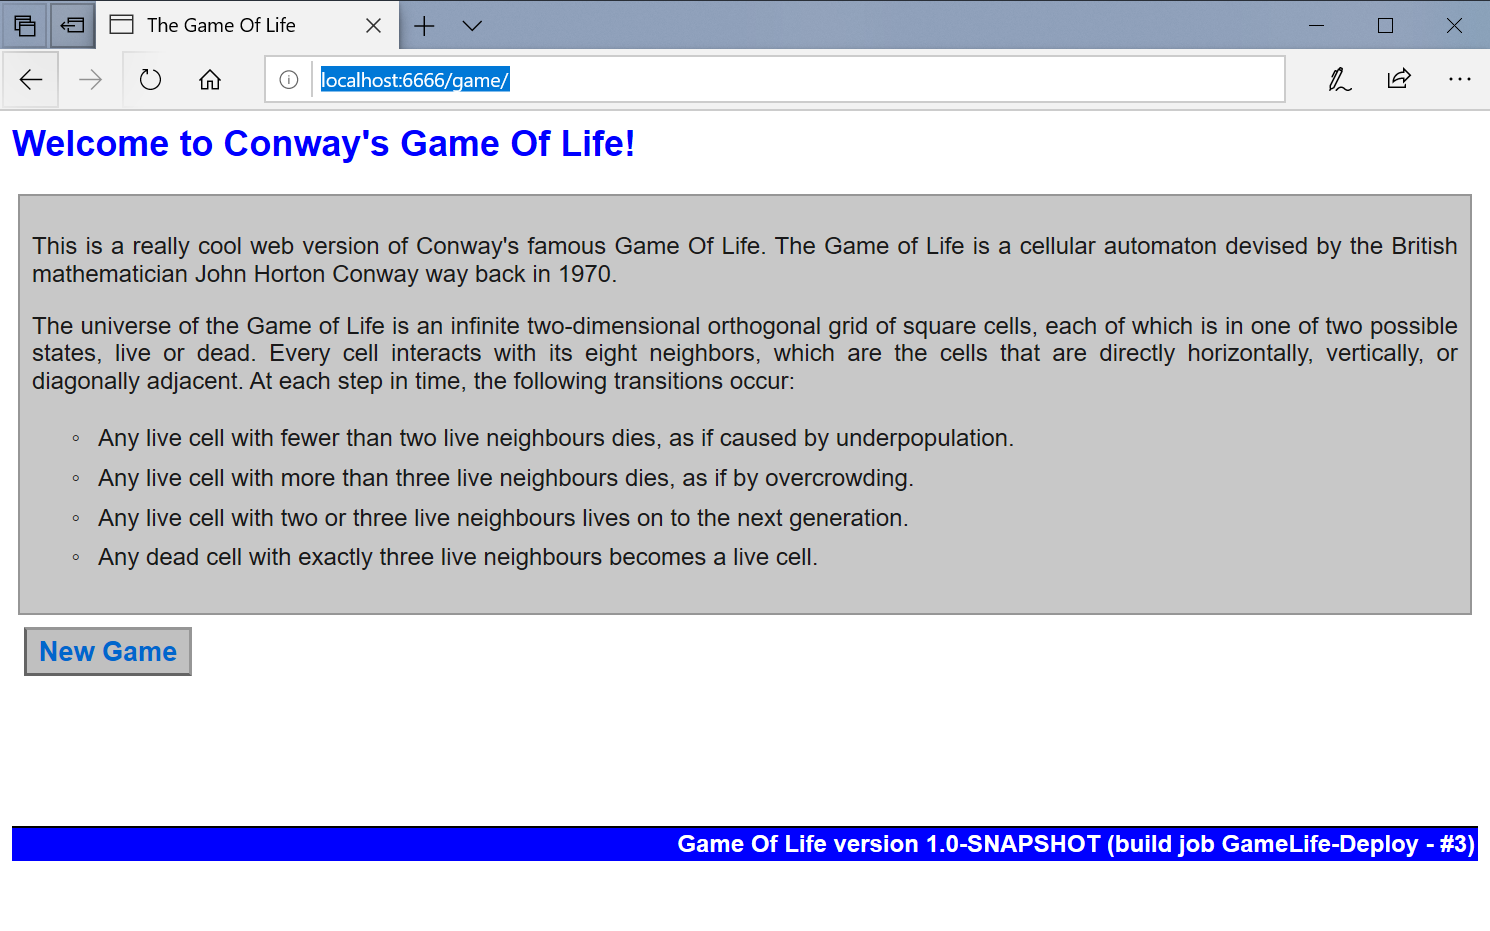 The Game Of Life
localhost:6666/game/
Welcome to Conway's Game Of Life!
This is a really cool web version of Conway's famous Game Of Life. The Game of Life is a cellular automaton devised by the British
mathematician John Horton Conway way back in 1970.
The universe of the Game of Life is an infinite two-dimensional orthogonal grid of square cells, each of which is in one of two possible
states, live or dead. Every cell interacts with its eight neighbors, which are the cells that are directly horizontally, vertically, or
diagonally adjacent. At each step in time, the following transitions occur:
◦ Any live cell with fewer than two live neighbours dies, as if caused by underpopulation.
◦ Any live cell with more than three live neighbours dies, as if by overcrowding.
◦ Any live cell with two or three live neighbours lives on to the next generation.
◦ Any dead cell with exactly three live neighbours becomes a live cell.
New Game
Game Of Life version 1.0-SNAPSHOT (build job GameLife-Deploy - #3)